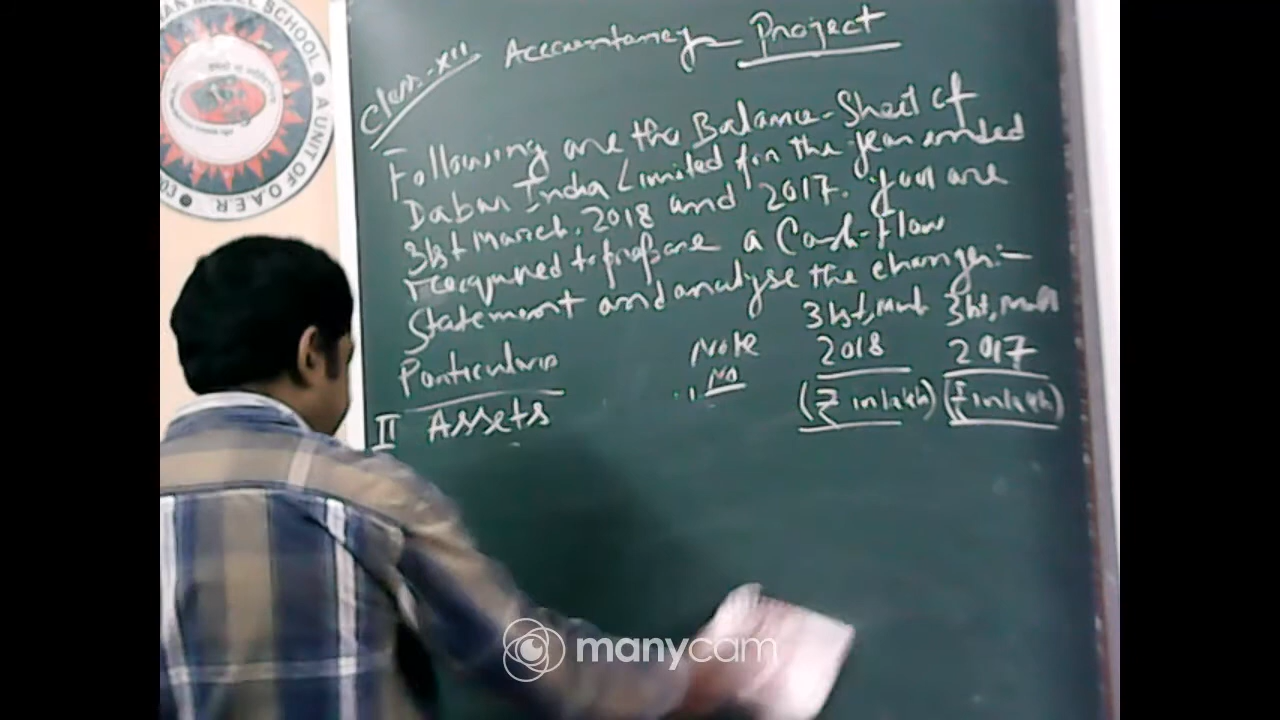 SCHOOL • A UNIT OF OAER
Class-XII Accountancy Project
Following are the Balance-Sheet of
Dabur India Limited for the year ended
31st March. 2018 and 2017. You are
required to prepare a Cash-Flow
Statement and analyse the changes:-
31st, March 31st, March
Particulars Note No 2018 2017
(₹ in lakh) (₹ in lakh)
II Assets
manycam